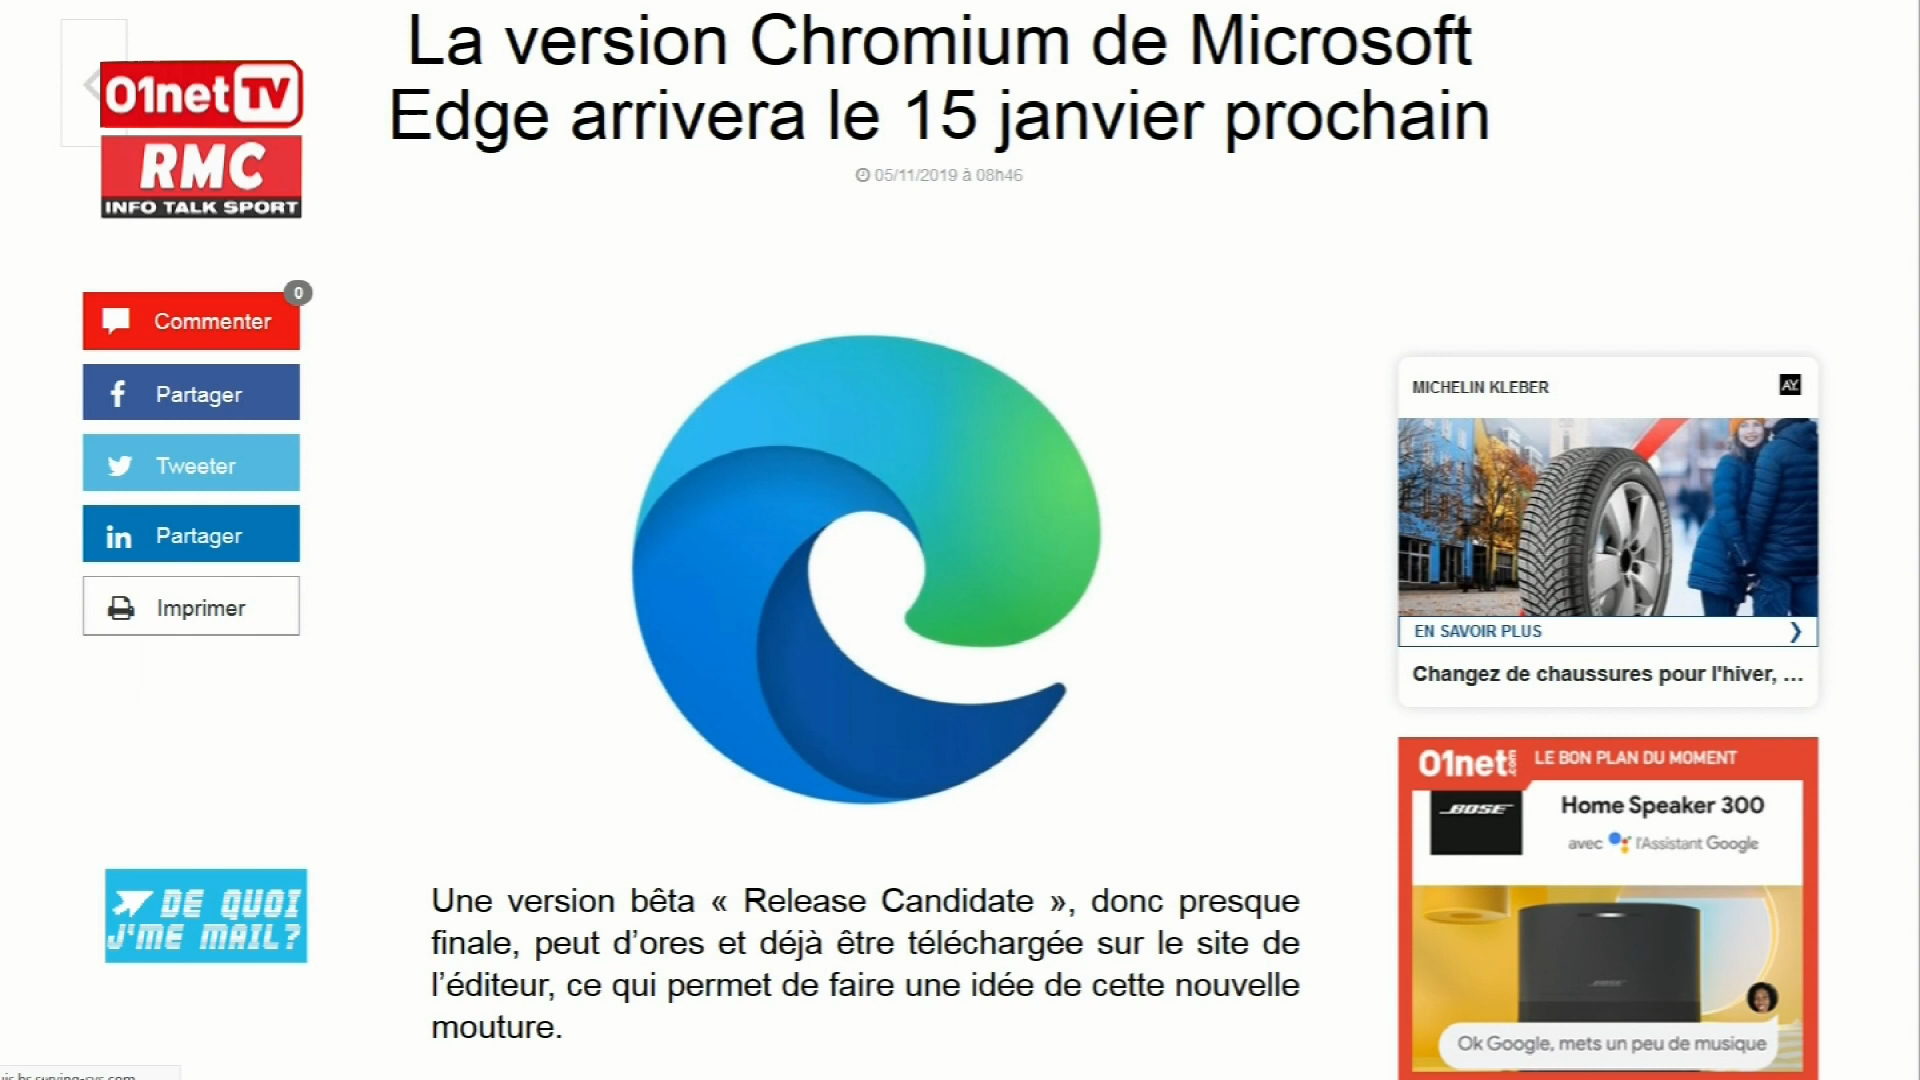 La version Chromium de Microsoft
Edge arrivera le 15 janvier prochain
05/11/2019 à 08h46
01net TV
RMC
INFO TALK SPORT
0
Commenter
Partager
Tweeter
Partager
Imprimer
MICHELIN KLEBER
EN SAVOIR PLUS
Changez de chaussures pour l'hiver, ...
01net.com LE BON PLAN DU MOMENT
BOSE
Home Speaker 300
avec l'Assistant Google
BOSE
Ok Google, mets un peu de musique
DE QUOI
J'ME MAIL?
Une version bêta « Release Candidate », donc presque
finale, peut d’ores et déjà être téléchargée sur le site de
l’éditeur, ce qui permet de faire une idée de cette nouvelle
mouture.